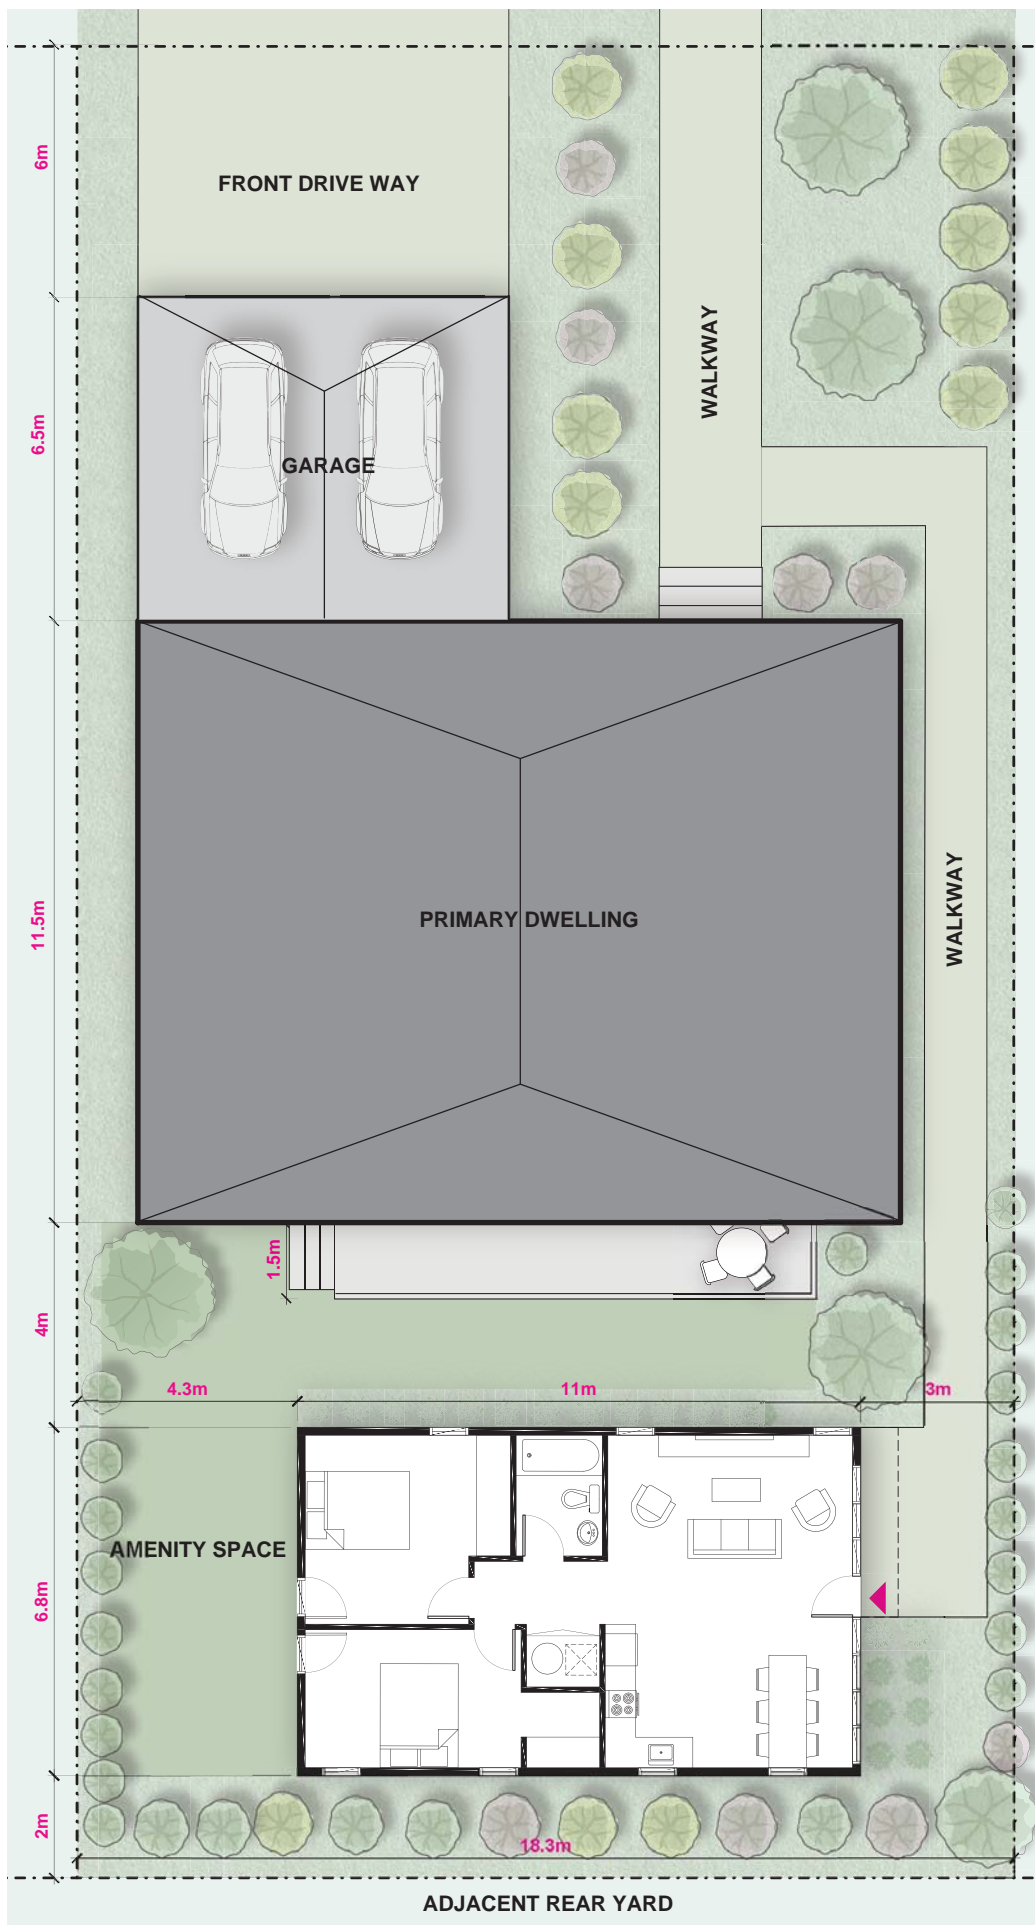 6m
FRONT DRIVE WAY
WALKWAY
6.5m
GARAGE
11.5m
PRIMARY DWELLING
WALKWAY
1.5m
4m
4.3m
11m
3m
AMENITY SPACE
6.8m
2m
18.3m
ADJACENT REAR YARD